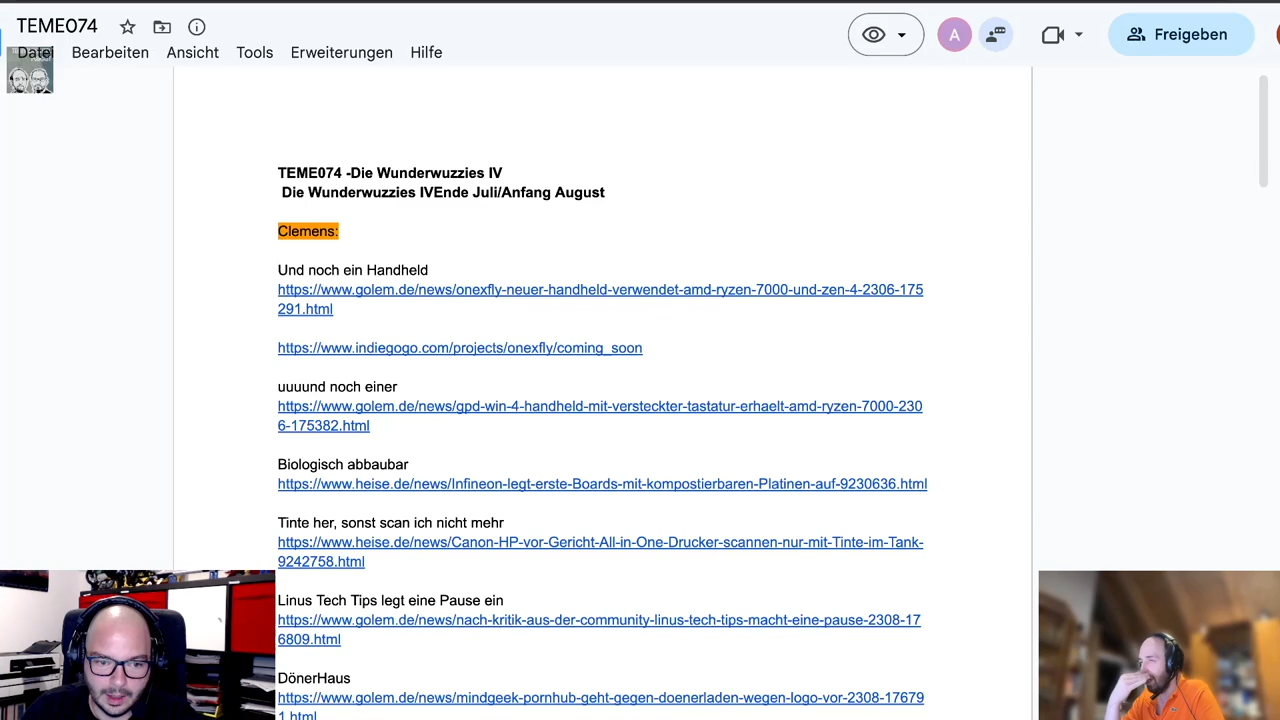 TEME074
A
Freigeben
Datei Bearbeiten Ansicht Tools Erweiterungen Hilfe
TEME074 -Die Wunderwuzzies IV
Die Wunderwuzzies IVEnde Juli/Anfang August
Clemens:
Und noch ein Handheld
https://www.golem.de/news/onexfly-neuer-handheld-verwendet-amd-ryzen-7000-und-zen-4-2306-175
291.html
https://www.indiegogo.com/projects/onexfly/coming_soon
uuuund noch einer
https://www.golem.de/news/gpd-win-4-handheld-mit-versteckter-tastatur-erhaelt-amd-ryzen-7000-230
6-175382.html
Biologisch abbaubar
https://www.heise.de/news/Infineon-legt-erste-Boards-mit-kompostierbaren-Platinen-auf-9230636.html
Tinte her, sonst scan ich nicht mehr
https://www.heise.de/news/Canon-HP-vor-Gericht-All-in-One-Drucker-scannen-nur-mit-Tinte-im-Tank-
9242758.html
Linus Tech Tips legt eine Pause ein
https://www.golem.de/news/nach-kritik-aus-der-community-linus-tech-tips-macht-eine-pause-2308-17
6809.html
DönerHaus
https://www.golem.de/news/mindgeek-pornhub-geht-gegen-doenerladen-wegen-logo-vor-2308-17679
1.html